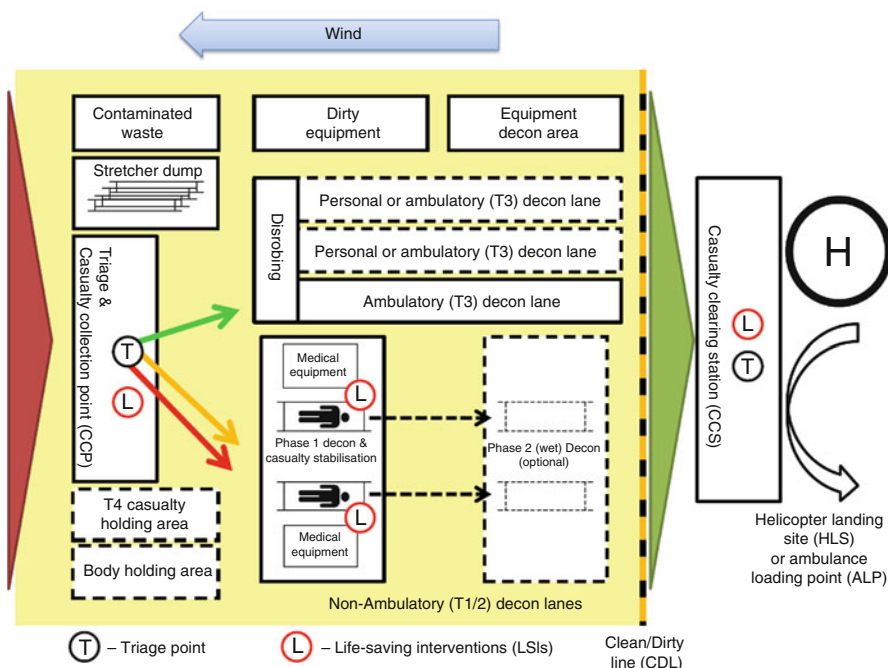 Wind
Contaminated
waste
Dirty
equipment
Equipment
decon area
Stretcher dump
Disrobing
Personal or ambulatory (T3) decon lane
Personal or ambulatory (T3) decon lane
Ambulatory (T3) decon lane
Triage &
Casualty collection
point (CCP)
T
L
Medical
equipment
L
Phase 1 decon &
casualty stabilisation
L
Medical
equipment
Phase 2 (wet) Decon
(optional)
T4 casualty
holding area
Body holding area
Non-Ambulatory (T1/2) decon lanes
Casualty clearing
station (CCS)
L
T
H
Helicopter landing
site (HLS)
or ambulance
loading point (ALP)
T – Triage point
L – Life-saving interventions (LSIs)
Clean/Dirty
line (CDL)